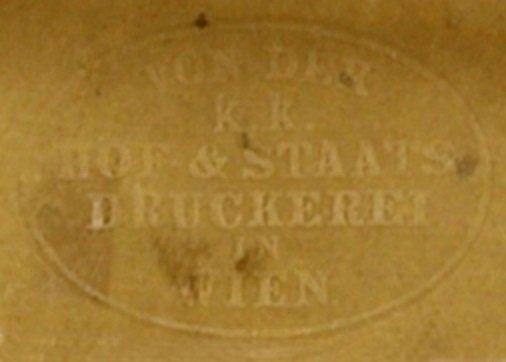 VON DER
K.K.
HOF- & STAATS
DRUCKEREI
IN
WIEN.